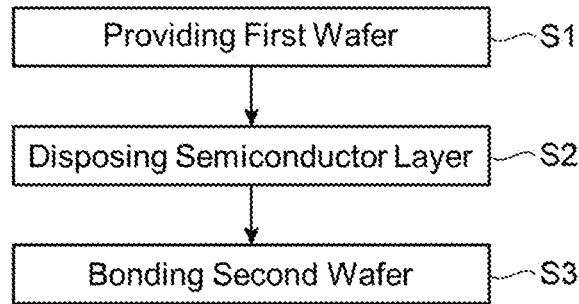 Providing First Wafer S1
Disposing Semiconductor Layer S2
Bonding Second Wafer S3